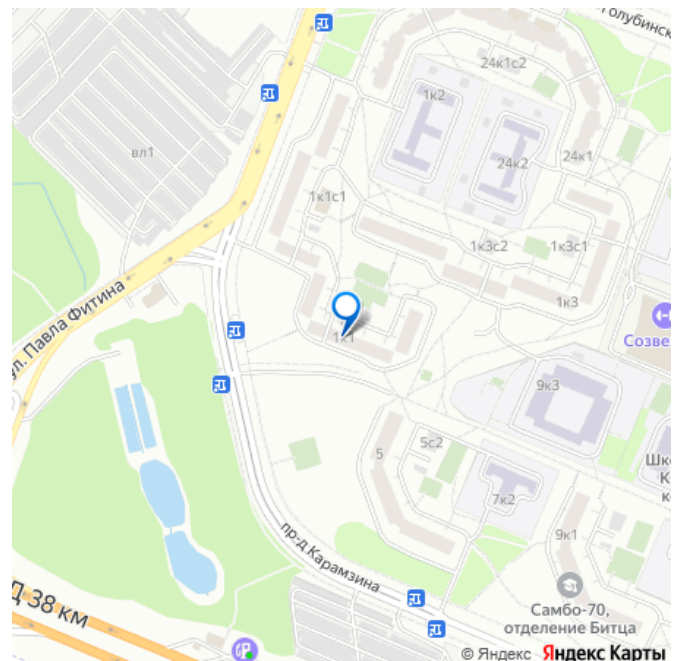 Голубинск
24к1с2
1к2
вл1
24к2
24к1
1к1с1
1к3с2
1к3с1
ул. Павла Фитина
1к3
1к1
Созве
9к3
5
5с2
Шк
К
к
7к2
пр-д Карамзина
9к1
Д 38 км
Самбо-70,
отделение Битца
© Яндекс Яндекс Карты